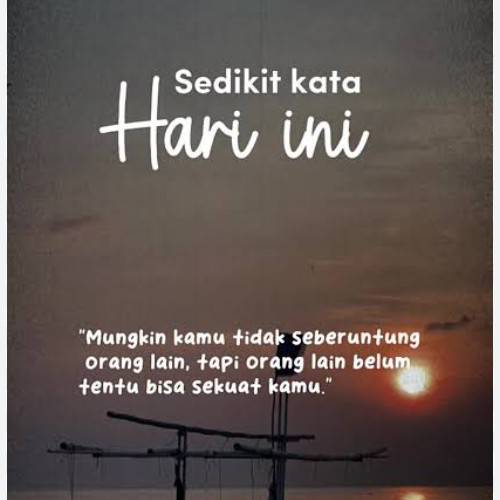 Sedikit kata
Hari ini
"Mungkin kamu tidak seberuntung
orang lain, tapi orang lain belum
tentu bisa sekuat kamu."